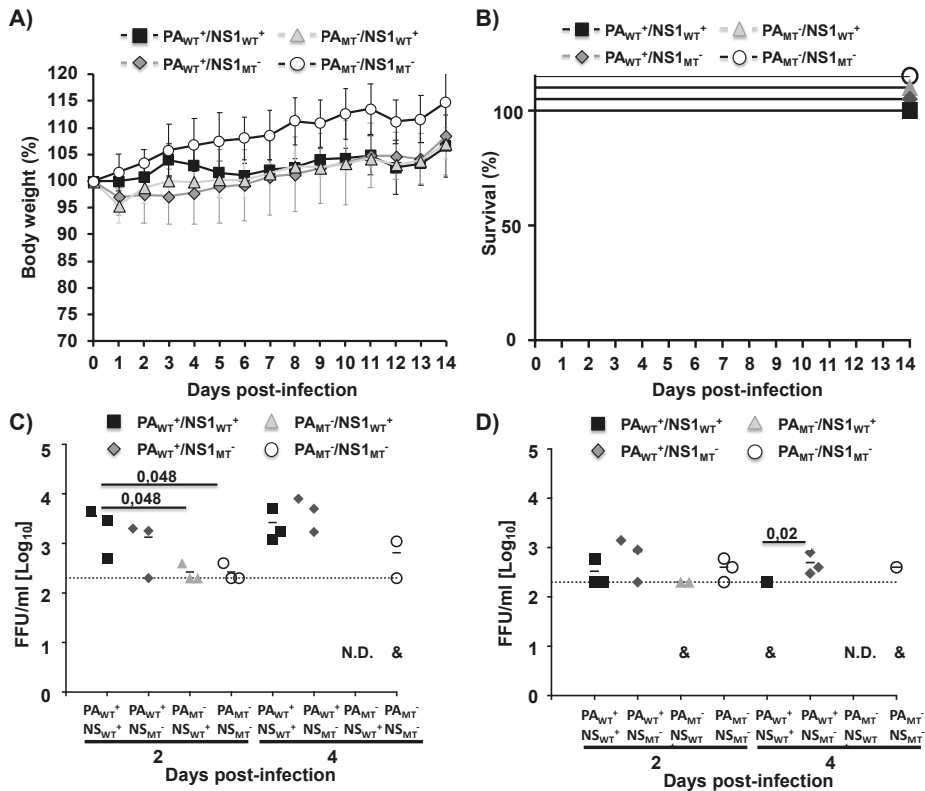 A)
PAWT+/NS1WT+ PAMT-/NS1WT+
PAWT+/NS1MT- PAMT-/NS1MT-
Body weight (%)
120
115
110
105
100
95
90
85
80
75
70
0 1 2 3 4 5 6 7 8 9 10 11 12 13 14
Days post-infection
B)
PAWT+/NS1WT+ PAMT-/NS1WT+
PAWT+/NS1MT- PAMT-/NS1MT-
Survival (%)
100
50
0
0 1 2 3 4 5 6 7 8 9 10 11 12 13 14
Days post-infection
C)
PAWT+/NS1WT+ PAMT-/NS1WT+
PAWT+/NS1MT- PAMT-/NS1MT-
FFU/ml [Log10]
5
4
3
2
1
0
0,048
0,048
N.D. &
PAWT+ PAWT+ PAMT- PAMT- PAWT+ PAWT+ PAMT- PAMT-
NSWT+ NSMT- NSWT+ NSMT- NSWT+ NSMT- NSWT+ NSMT-
2 4
Days post-infection
D)
PAWT+/NS1WT+ PAMT-/NS1WT+
PAWT+/NS1MT- PAMT-/NS1MT-
FFU/ml [Log10]
5
4
3
2
1
0
0,02
& & N.D. &
PAWT+ PAWT+ PAMT- PAMT- PAWT+ PAWT+ PAMT- PAMT-
NSWT+ NSMT- NSWT NSMT- NSWT+ NSMT- NSWT NSMT-
2 4
Days post-infection